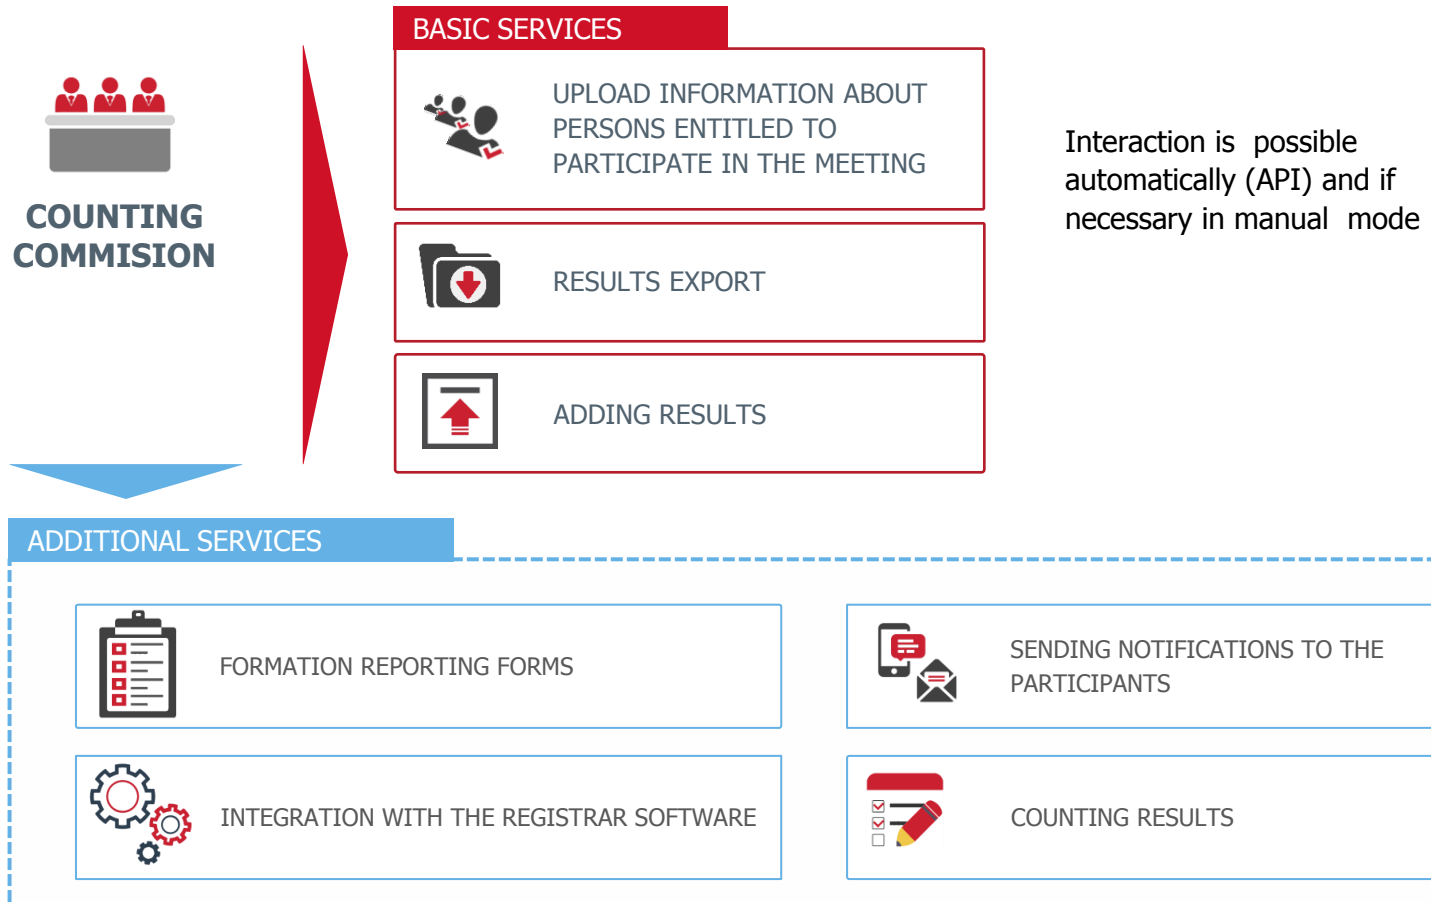 BASIC SERVICES
UPLOAD INFORMATION ABOUT
PERSONS ENTITLED TO
PARTICIPATE IN THE MEETING
COUNTING
COMMISION
Interaction is  possible
automatically (API) and if
necessary in manual  mode
RESULTS EXPORT
ADDING RESULTS
ADDITIONAL SERVICES
FORMATION REPORTING FORMS
SENDING NOTIFICATIONS TO THE
PARTICIPANTS
INTEGRATION WITH THE REGISTRAR SOFTWARE
COUNTING RESULTS